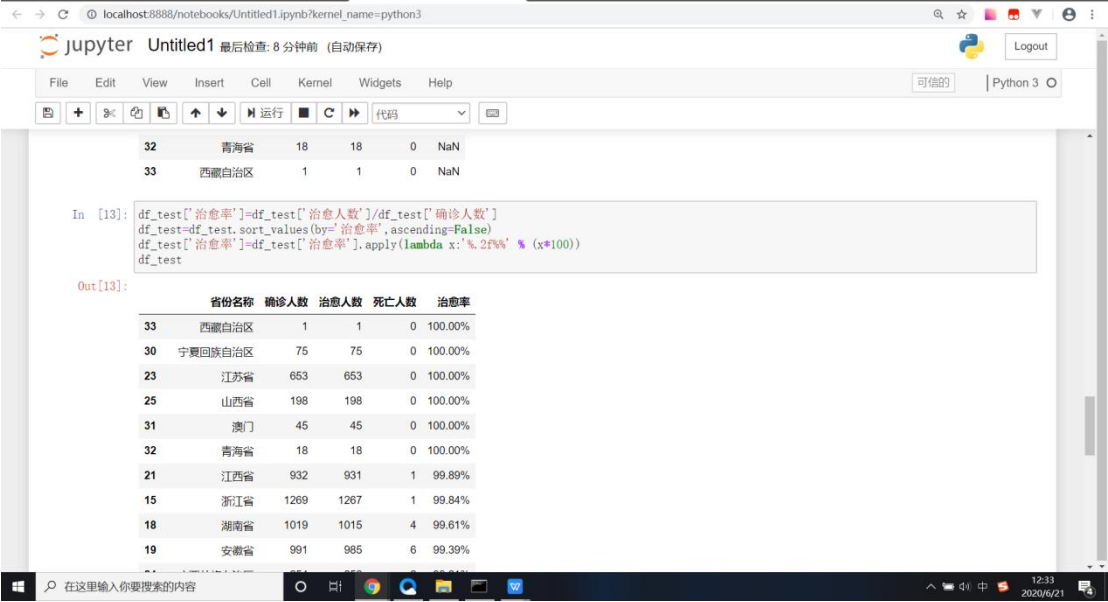 localhost:8888/notebooks/Untitled1.ipynb?kernel_name=python3
jupyter Untitled1 最后检查: 8 分钟前 (自动保存) Logout
File Edit View Insert Cell Kernel Widgets Help 可信的 Python 3
运行 代码
32 青海省 18 18 0 NaN
33 西藏自治区 1 1 0 NaN
In [13]: df_test['治愈率']=df_test['治愈人数']/df_test['确诊人数']
df_test=df_test.sort_values(by='治愈率',ascending=False)
df_test['治愈率']=df_test['治愈率'].apply(lambda x:'%.2f%%' % (x*100))
df_test
Out[13]:
省份名称 确诊人数 治愈人数 死亡人数 治愈率
33 西藏自治区 1 1 0 100.00%
30 宁夏回族自治区 75 75 0 100.00%
23 江苏省 653 653 0 100.00%
25 山西省 198 198 0 100.00%
31 澳门 45 45 0 100.00%
32 青海省 18 18 0 100.00%
21 江西省 932 931 1 99.89%
15 浙江省 1269 1267 1 99.84%
18 湖南省 1019 1015 4 99.61%
19 安徽省 991 985 6 99.39%
在这里输入你要搜索的内容 中 12:33
2020/6/21